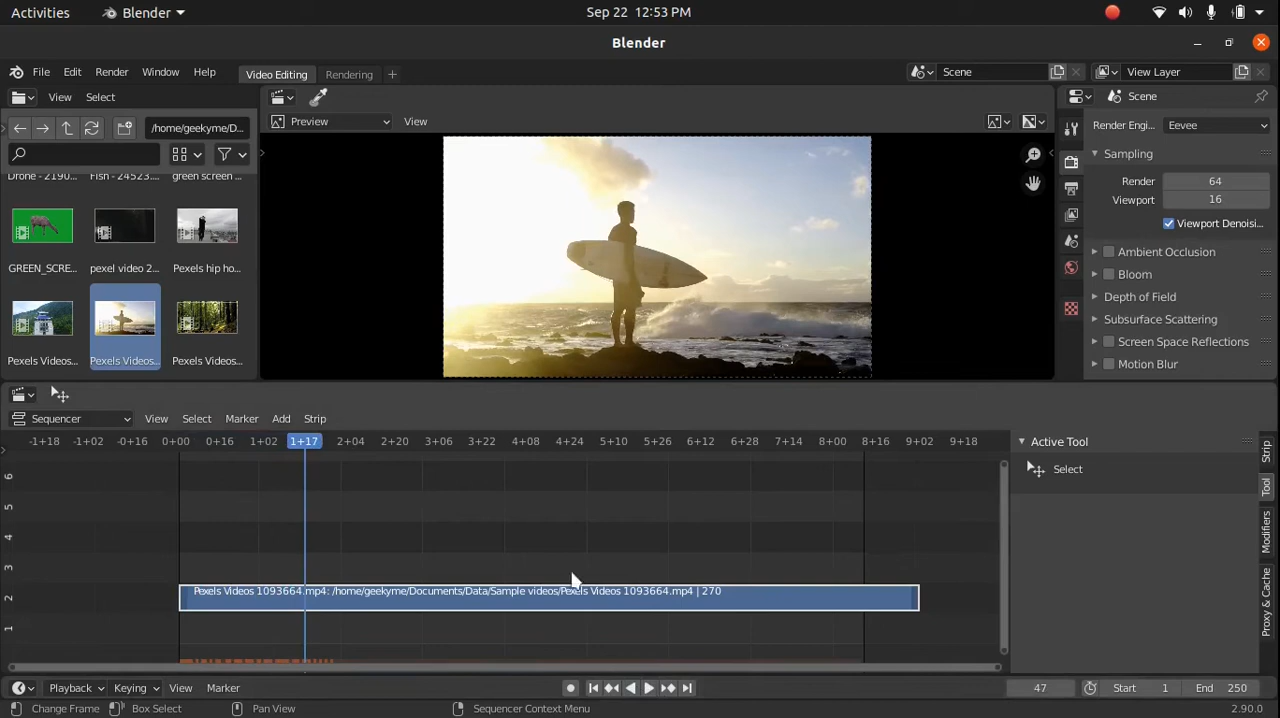 Activities Blender Sep 22 12:53 PM
Blender
File Edit Render Window Help Video Editing Rendering + Scene View Layer
View Select Scene
/home/geekyme/D... Preview View Render Engi... Eevee
Sampling
Drone - 2190... Fish - 24523... green screen ... Render 64
Viewport 16
Viewport Denoisi...
GREEN_SCRE... pexel video 2... Pexels hip ho... Ambient Occlusion
Bloom
Depth of Field
Subsurface Scattering
Pexels Videos... Pexels Videos... Pexels Videos... Screen Space Reflections
Motion Blur
Sequencer View Select Marker Add Strip
-1+18 -1+02 -0+16 0+00 0+16 1+02 1+17 2+04 2+20 3+06 3+22 4+08 4+24 5+10 5+26 6+12 6+28 7+14 8+00 8+16 9+02 9+18 Active Tool Strip
Select
6 Tool
5
4 Modifiers
3
2 Pexels Videos 1093664.mp4: /home/geekyme/Documents/Data/Sample videos/Pexels Videos 1093664.mp4 | 270 Proxy & Cache
1
Playback Keying View Marker 47 Start 1 End 250
Change Frame Box Select Pan View Sequencer Context Menu 2.90.0